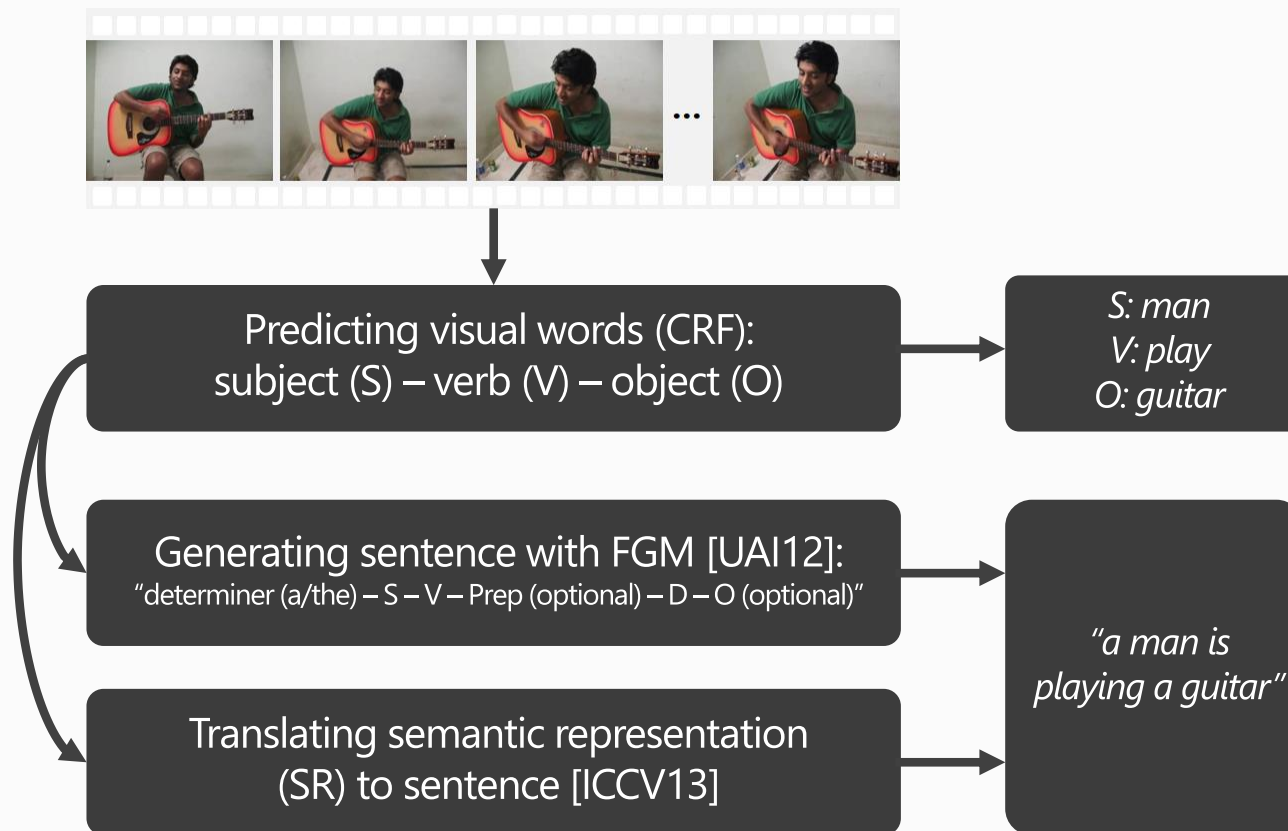 ...
Predicting visual words (CRF):
subject (S) – verb (V) – object (O)
S: man
V: play
O: guitar
Generating sentence with FGM [UAI12]:
“determiner (a/the) – S – V – Prep (optional) – D – O (optional)”
“a man is
playing a guitar”
Translating semantic representation
(SR) to sentence [ICCV13]